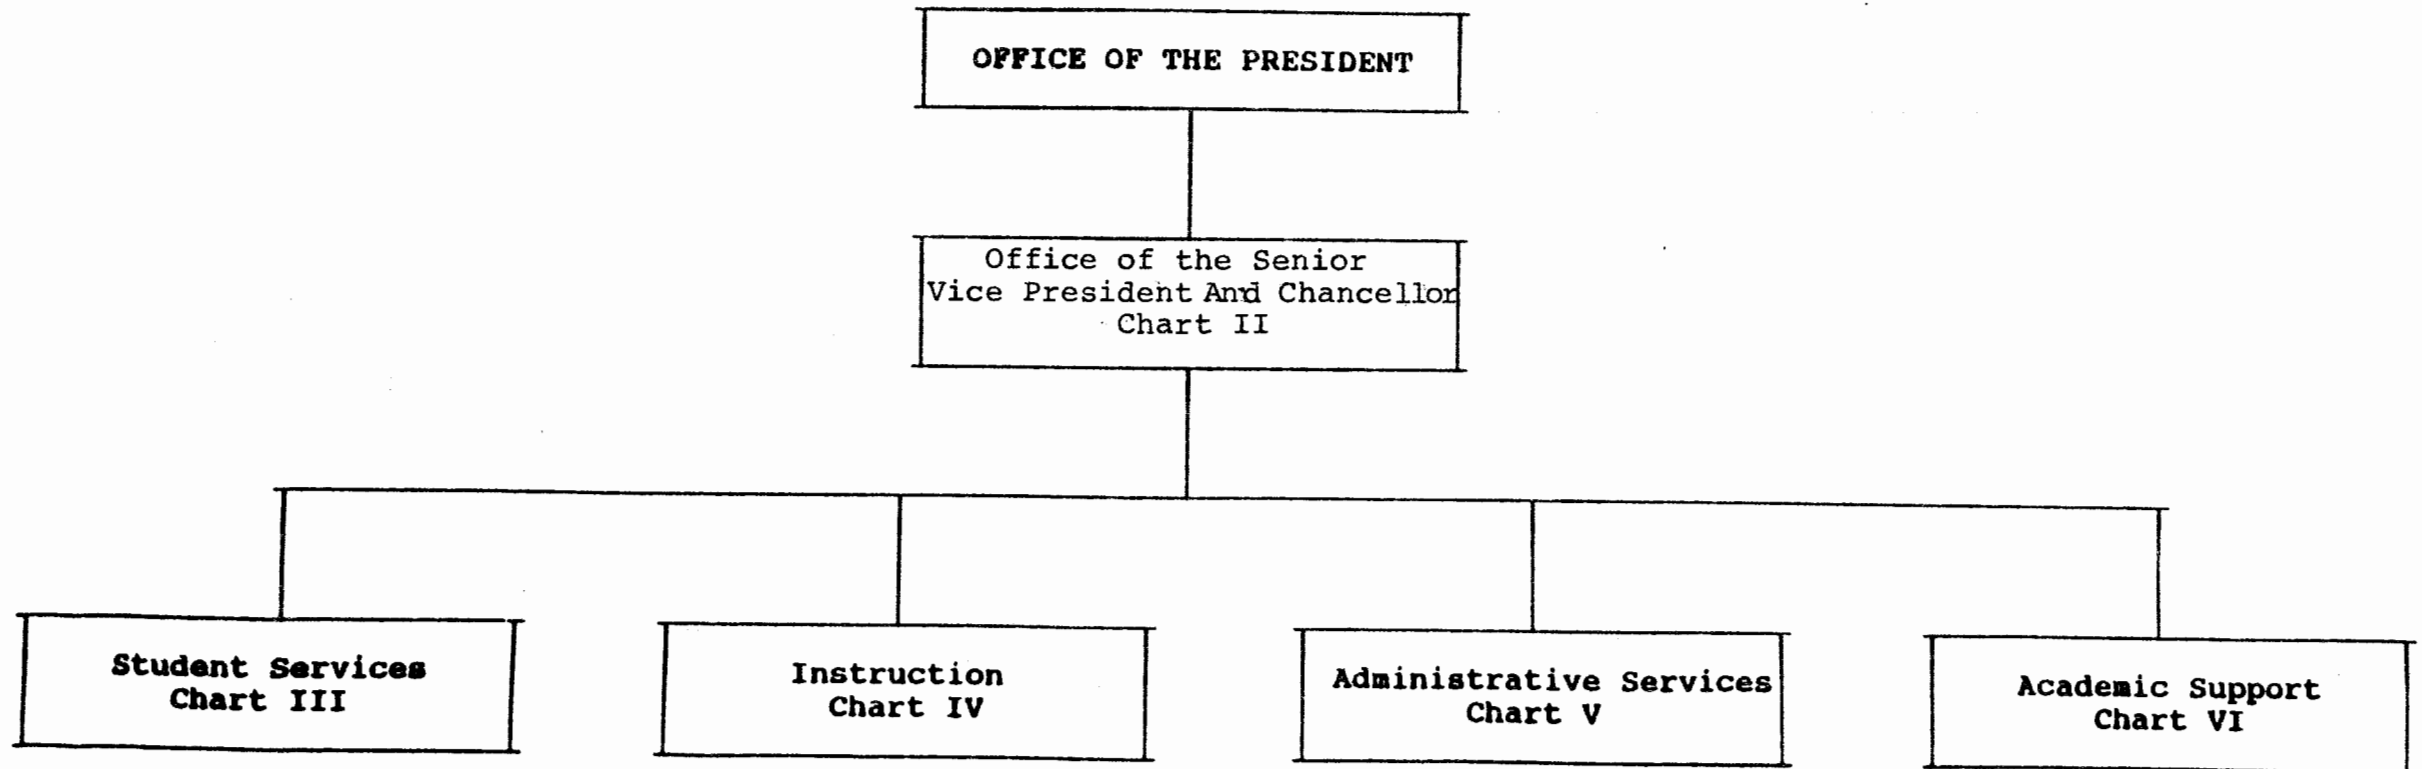 OFFICE OF THE PRESIDENT
Office of the Senior
Vice President And Chancellor
Chart II
Student Services
Chart III
Instruction
Chart IV
Administrative Services
Chart V
Academic Support
Chart VI